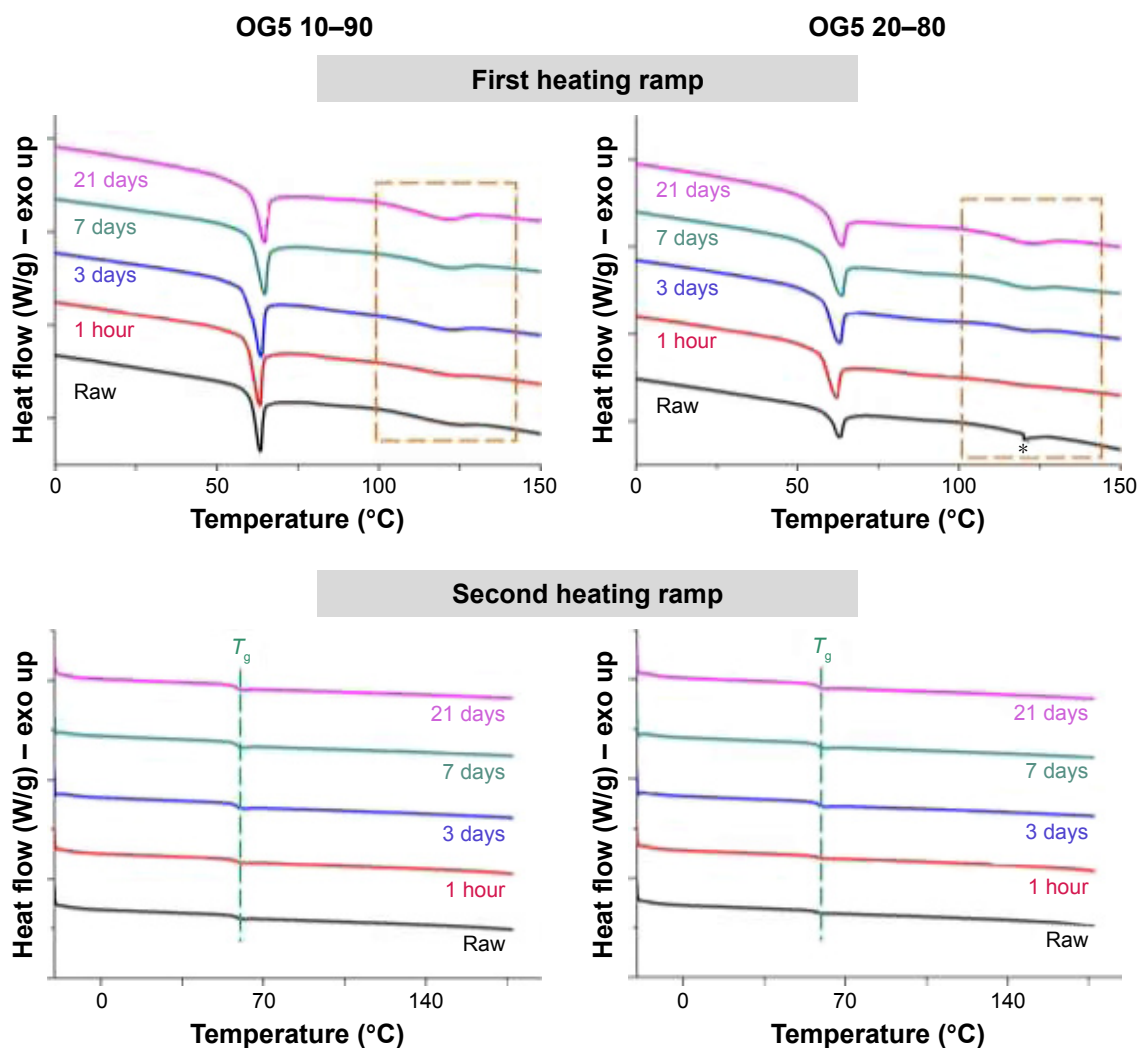 OG5 10–90
OG5 20–80
First heating ramp
Heat flow (W/g) – exo up
21 days
7 days
3 days
1 hour
Raw
0 50 100 150
Temperature (°C)
Heat flow (W/g) – exo up
21 days
7 days
3 days
1 hour
Raw
*
0 50 100 150
Temperature (°C)
Second heating ramp
Heat flow (W/g) – exo up
Tg
21 days
7 days
3 days
1 hour
Raw
0 70 140
Temperature (°C)
Heat flow (W/g) – exo up
Tg
21 days
7 days
3 days
1 hour
Raw
0 70 140
Temperature (°C)